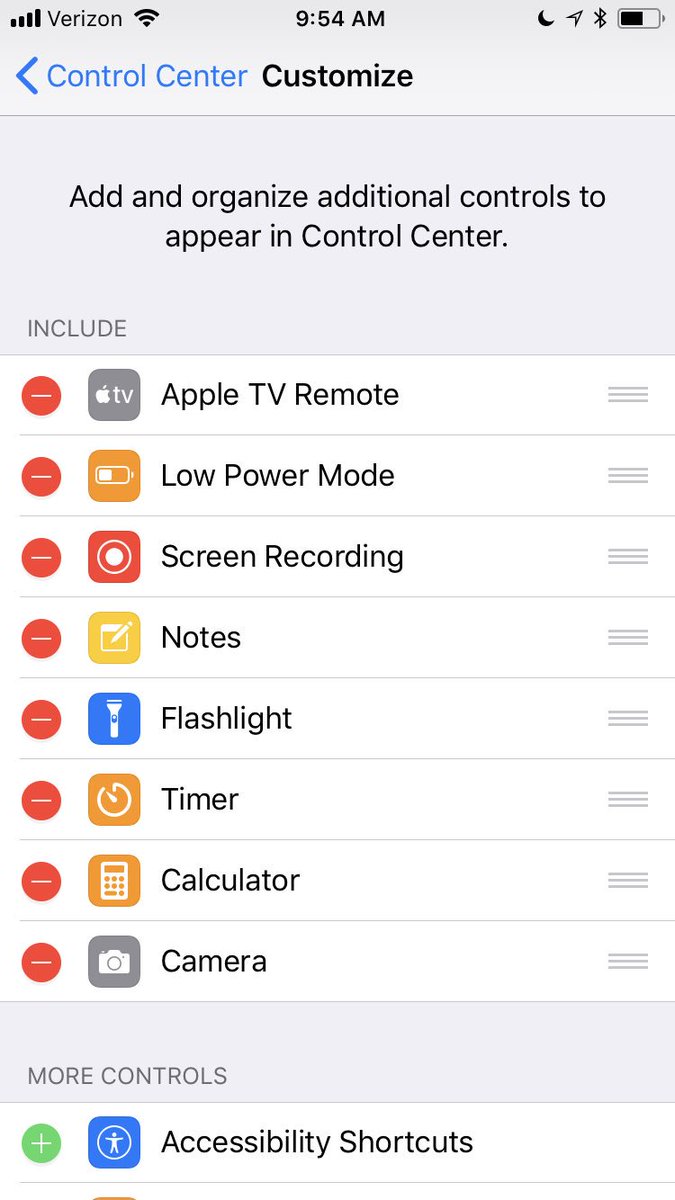 Verizon 9:54 AM
Control Center Customize
Add and organize additional controls to
appear in Control Center.
INCLUDE
tv Apple TV Remote
Low Power Mode
Screen Recording
Notes
Flashlight
Timer
Calculator
Camera
MORE CONTROLS
Accessibility Shortcuts